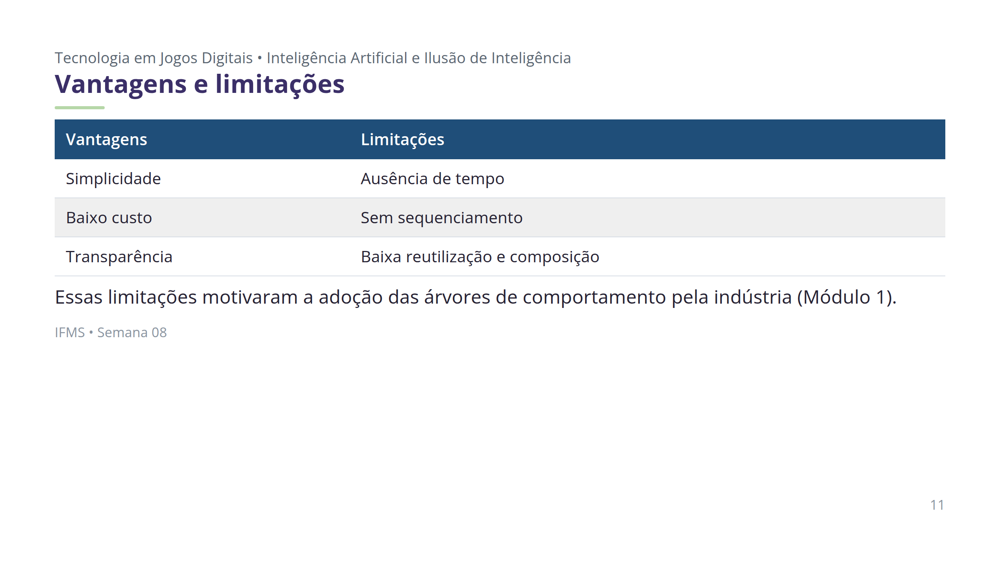 Tecnologia em Jogos Digitais • Inteligência Artificial e Ilusão de Inteligência
Vantagens e limitações
Vantagens Limitações
Simplicidade Ausência de tempo
Baixo custo Sem sequenciamento
Transparência Baixa reutilização e composição
Essas limitações motivaram a adoção das árvores de comportamento pela indústria (Módulo 1).
IFMS • Semana 08
11